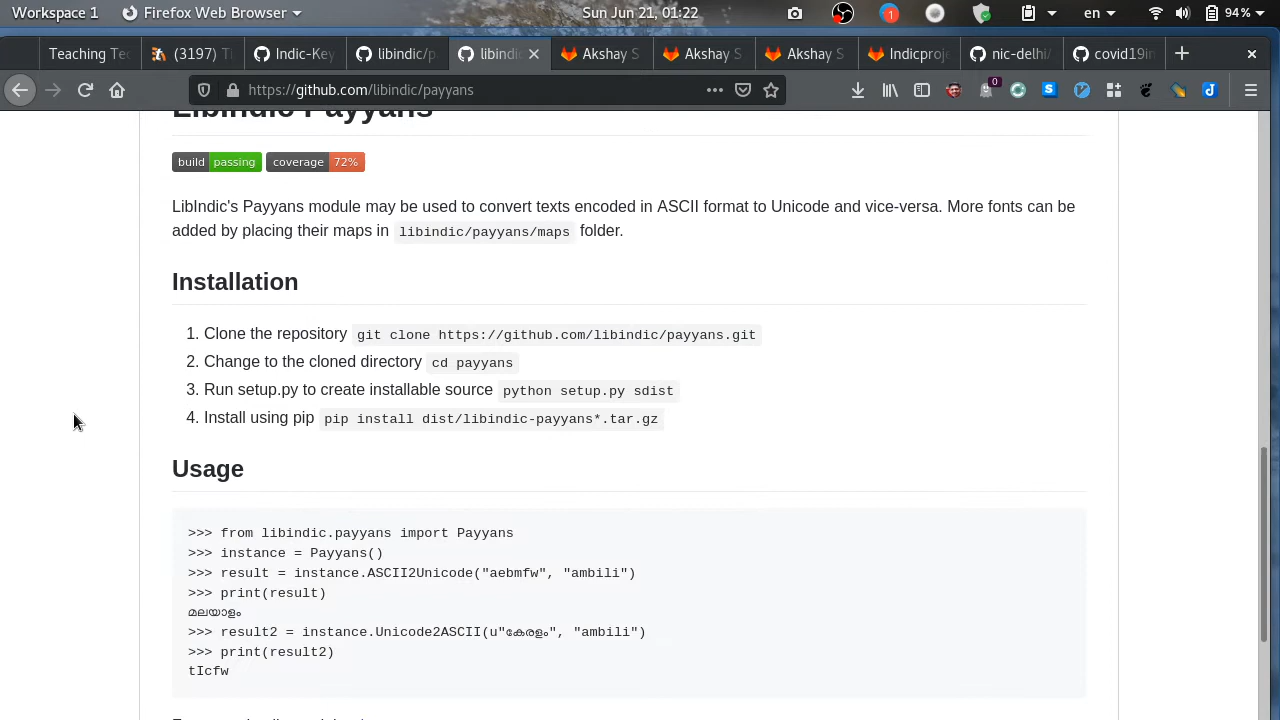 Workspace 1 Firefox Web Browser Sun Jun 21, 01:22 1 en 94%
Teaching Te (3197) T Indic-Key libindic/p libindi Akshay S Akshay S Akshay S Indicproj nic-delhi/ covid19in
https://github.com/libindic/payyans 0
LibIndic Payyans
build passing coverage 72%
LibIndic's Payyans module may be used to convert texts encoded in ASCII format to Unicode and vice-versa. More fonts can be
added by placing their maps in libindic/payyans/maps folder.
Installation
1. Clone the repository git clone https://github.com/libindic/payyans.git
2. Change to the cloned directory cd payyans
3. Run setup.py to create installable source python setup.py sdist
4. Install using pip pip install dist/libindic-payyans*.tar.gz
Usage
>>> from libindic.payyans import Payyans
>>> instance = Payyans()
>>> result = instance.ASCII2Unicode("aebmfw", "ambili")
>>> print(result)
മലയാളം
>>> result2 = instance.Unicode2ASCII(u"കേരളം", "ambili")
>>> print(result2)
tIcfw